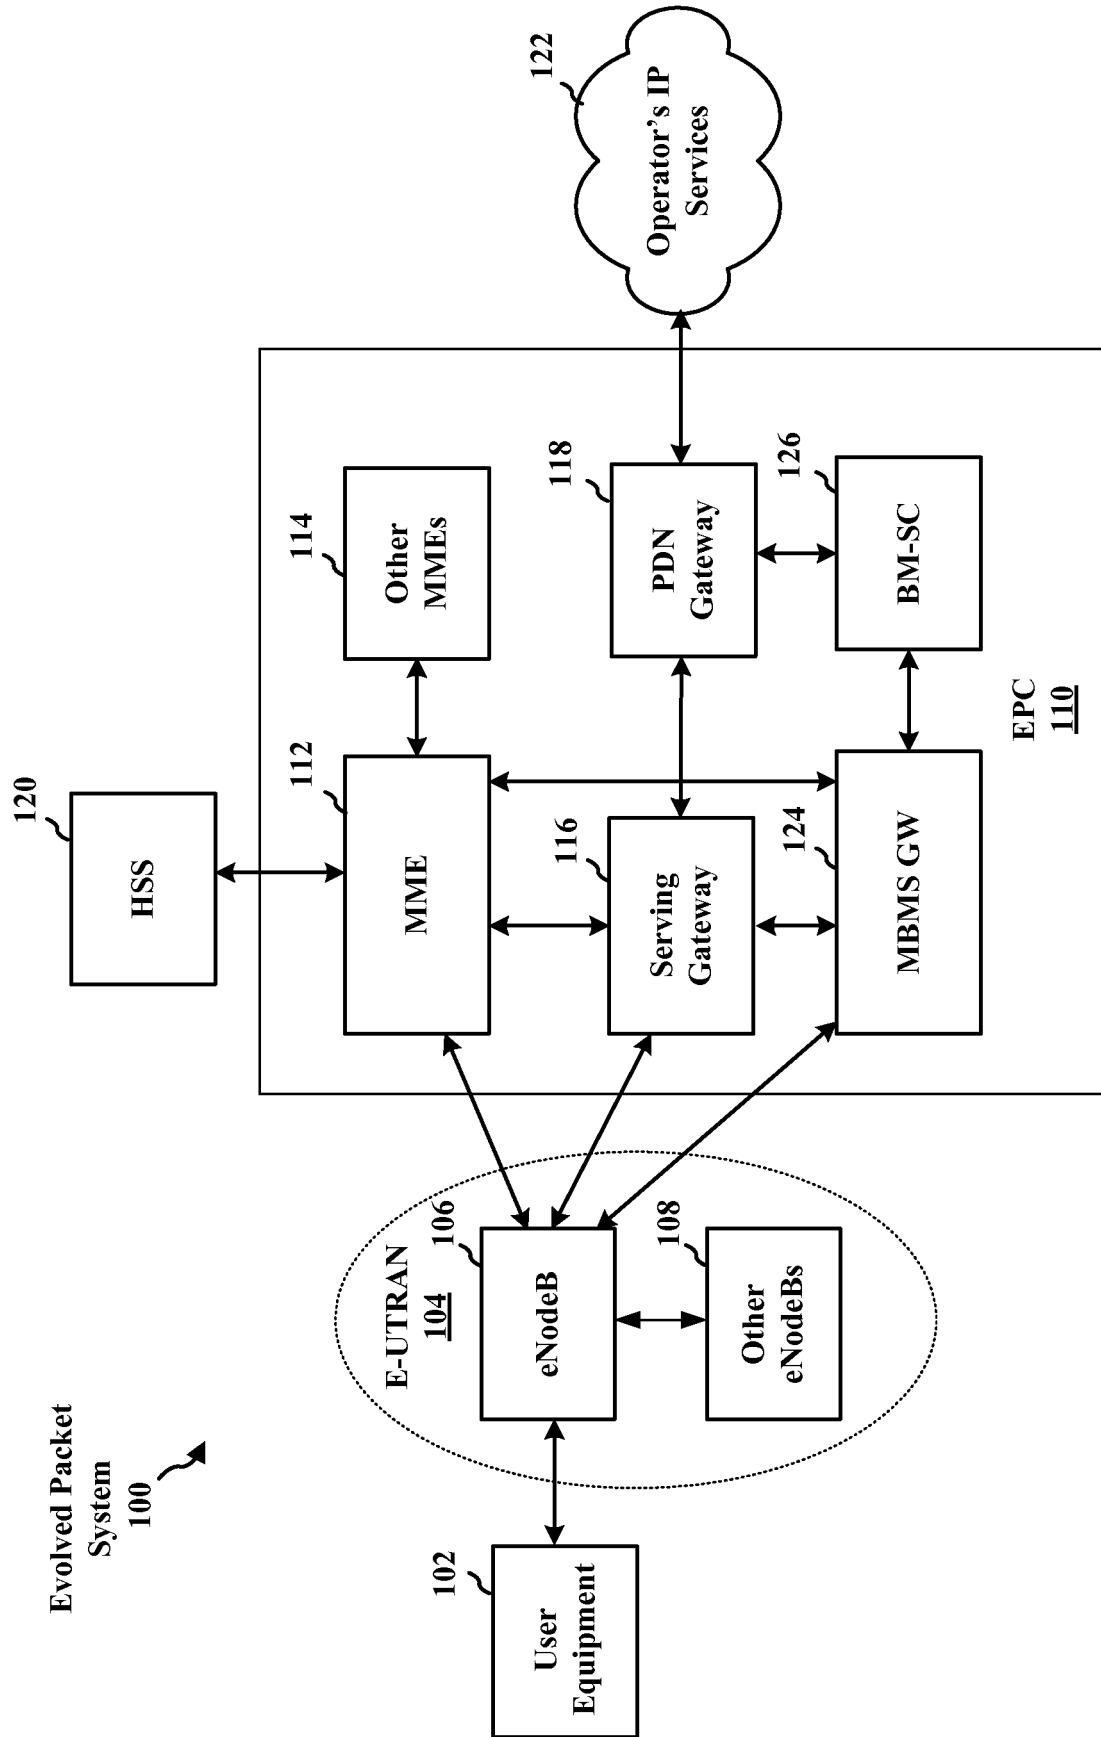 Evolved Packet
System
100
120
HSS
E-UTRAN
104
112
MME
114
Other
MMEs
102
User
Equipment
106
eNodeB
116
Serving
Gateway
118
PDN
Gateway
122
Operator's IP
Services
108
Other
eNodeBs
124
MBMS GW
126
BM-SC
EPC
110